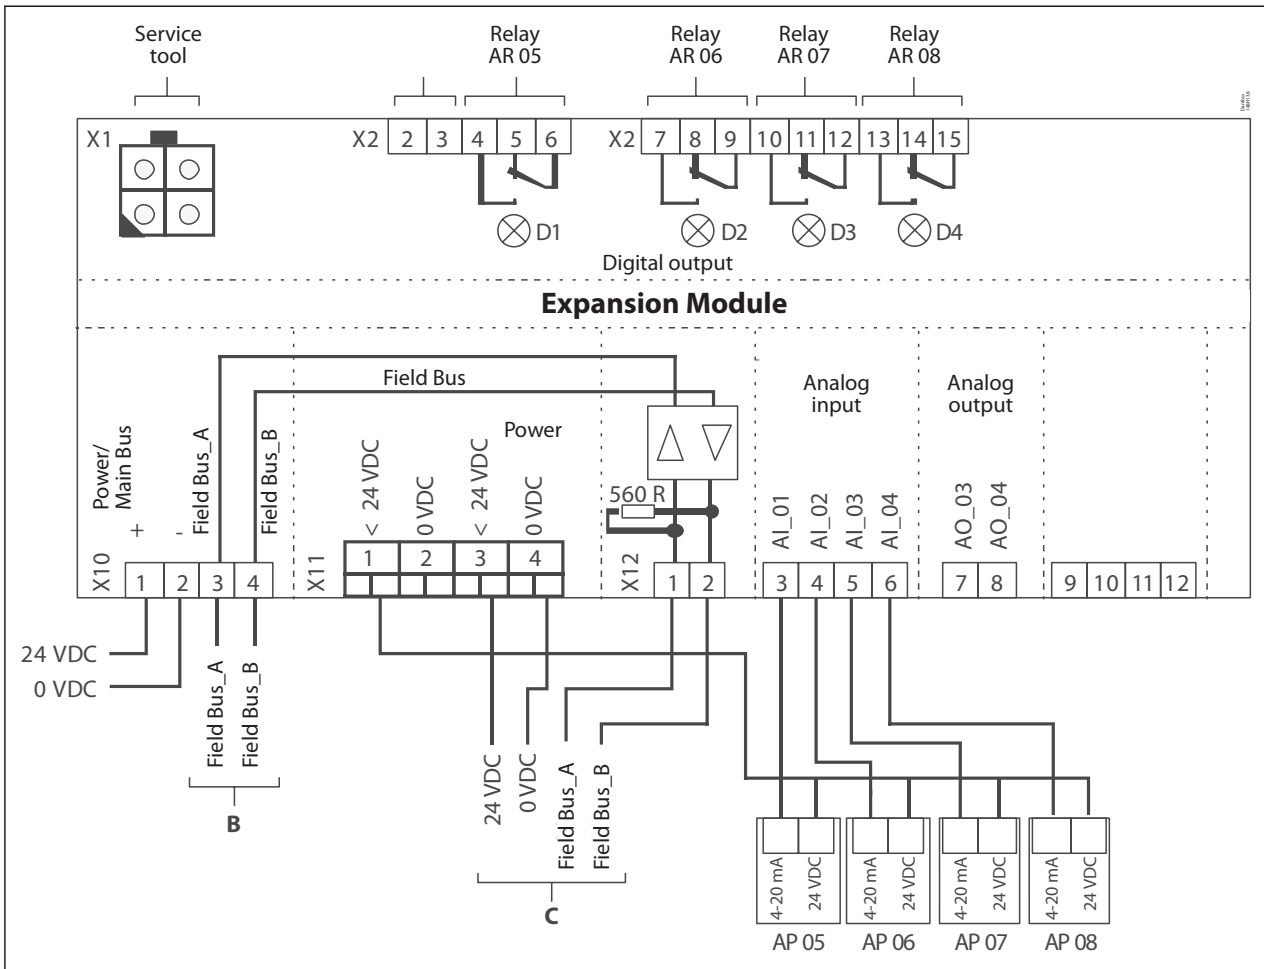 Service
tool
Relay
AR 05
Relay
AR 06
Relay
AR 07
Relay
AR 08
Danfoss
148H138
X1
X2 2 3 4 5 6
X2 7 8 9 10 11 12 13 14 15
D1 D2 D3 D4
Digital output
Expansion Module
Field Bus
Analog
input
Analog
output
Power/
Main Bus
+
-
Field Bus_A
Field Bus_B
Power
< 24 VDC
0 VDC
< 24 VDC
0 VDC
560 R
AI_01
AI_02
AI_03
AI_04
AO_03
AO_04
X10 1 2 3 4
X11 1 2 3 4
X12 1 2 3 4 5 6 7 8 9 10 11 12
24 VDC
0 VDC
Field Bus_A
Field Bus_B
B
24 VDC
0 VDC
Field Bus_A
Field Bus_B
C
4-20 mA
24 VDC
4-20 mA
24 VDC
4-20 mA
24 VDC
4-20 mA
24 VDC
AP 05 AP 06 AP 07 AP 08